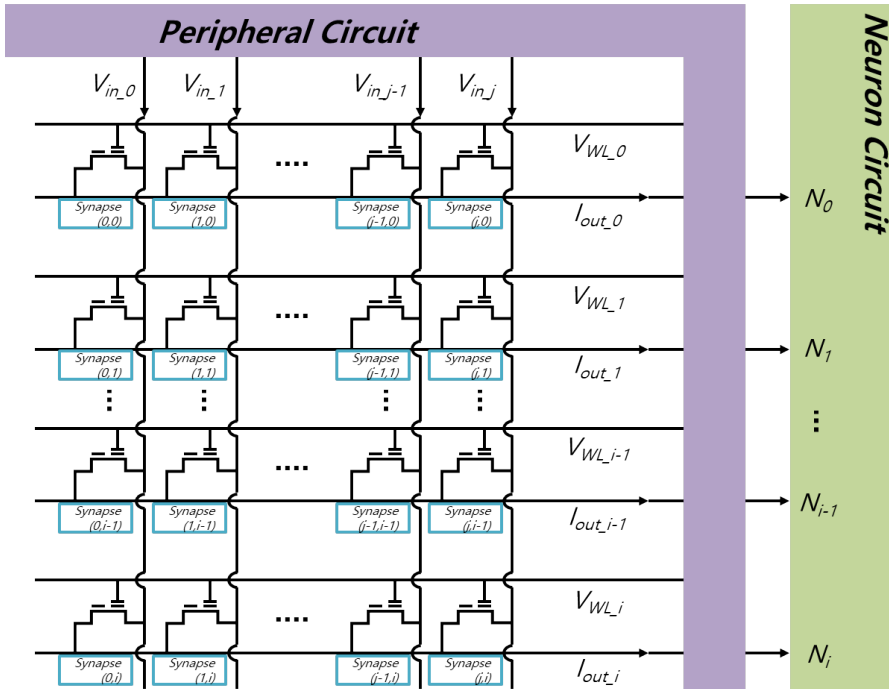 Peripheral Circuit
Neuron Circuit
V_in_0 V_in_1 V_in_j-1 V_in_j
V_WL_0
....
Synapse (0,0)
Synapse (1,0)
Synapse (j-1,0)
Synapse (j,0)
I_out_0
N_0
V_WL_1
....
Synapse (0,1)
Synapse (1,1)
Synapse (j-1,1)
Synapse (j,1)
I_out_1
N_1
... ... ... ... ...
V_WL_i-1
....
Synapse (0,i-1)
Synapse (1,i-1)
Synapse (j-1,i-1)
Synapse (j,i-1)
I_out_i-1
N_i-1
V_WL_i
....
Synapse (0,i)
Synapse (1,i)
Synapse (j-1,i)
Synapse (j,i)
I_out_i
N_i